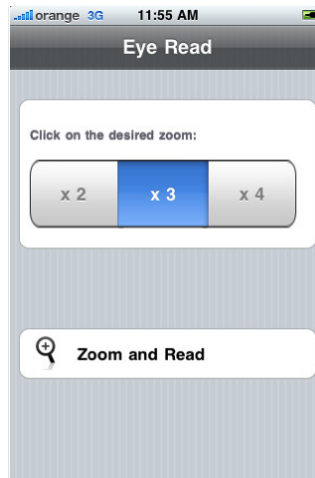 orange 3G 11:55 AM
Eye Read
Click on the desired zoom:
x 2 x 3 x 4
Zoom and Read